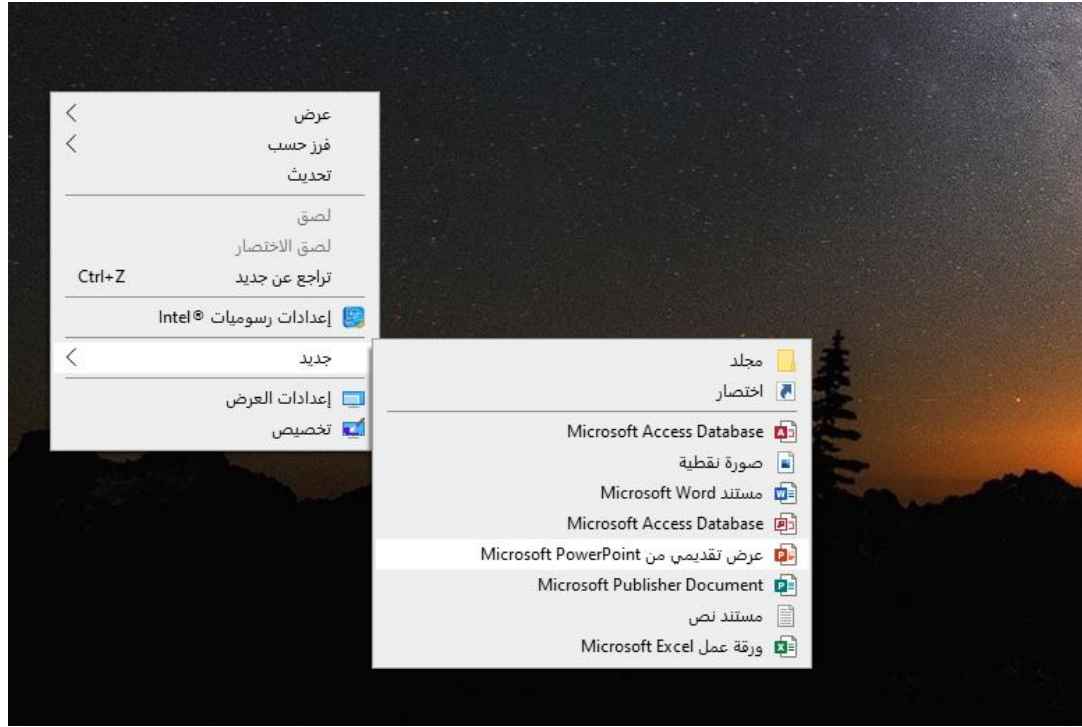 عرض
فرز حسب
تحديث
لصق
لصق الاختصار
تراجع عن جديد Ctrl+Z
إعدادات رسوميات Intel®
جديد
إعدادات العرض
تخصيص
مجلد
اختصار
Microsoft Access Database
صورة نقطية
مستند Microsoft Word
Microsoft Access Database
عرض تقديمي من Microsoft PowerPoint
Microsoft Publisher Document
مستند نص
ورقة عمل Microsoft Excel